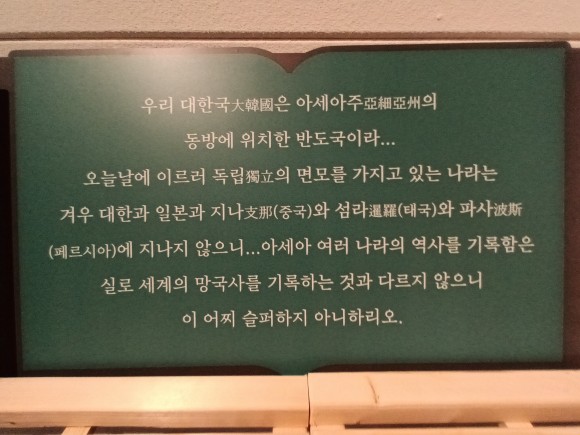 우리 대한국大韓國은 아세아주亞細亞州의
동방에 위치한 반도국이라...
오늘날에 이르러 독립獨立의 면모를 가지고 있는 나라는
겨우 대한과 일본과 지나支那(중국)와 섬라暹羅(태국)와 파사波斯
(페르시아)에 지나지 않으니...아세아 여러 나라의 역사를 기록함은
실로 세계의 망국사를 기록하는 것과 다르지 않으니
이 어찌 슬퍼하지 아니하리오.